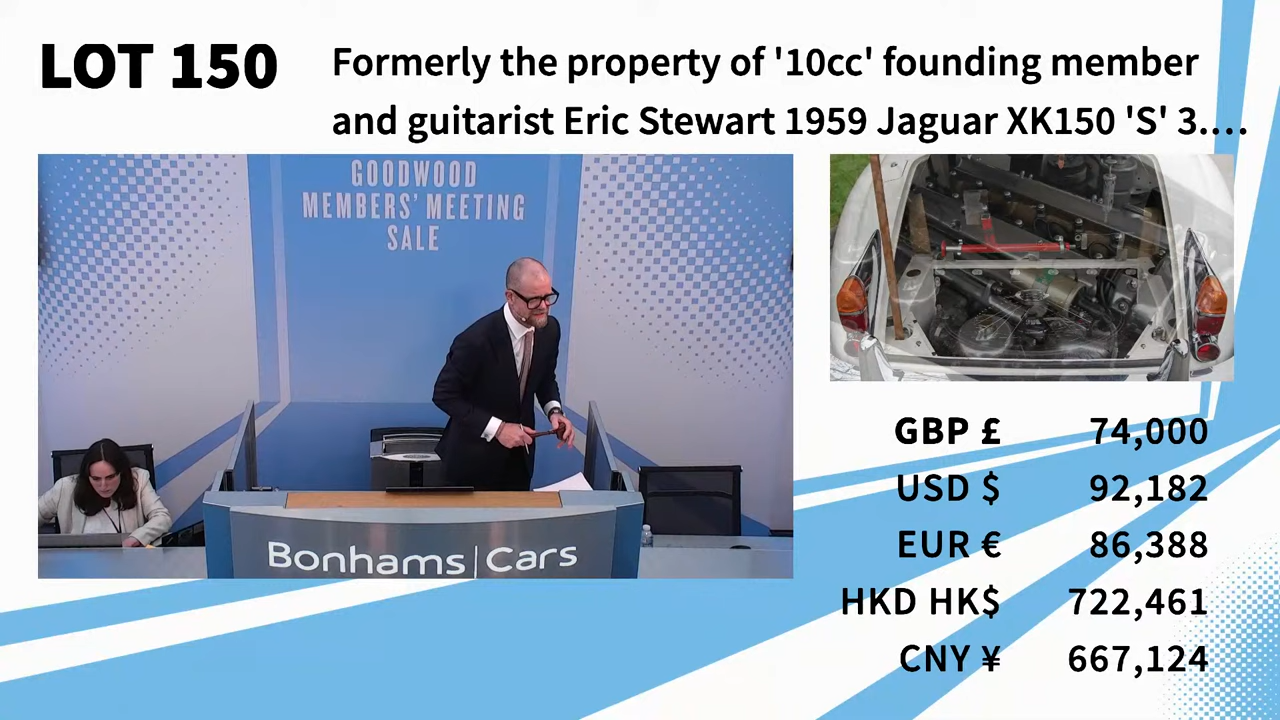 LOT 150
Formerly the property of '10cc' founding member
and guitarist Eric Stewart 1959 Jaguar XK150 'S' 3....
GOODWOOD
MEMBERS' MEETING
SALE
Bonhams|Cars
GBP £ 74,000
USD $ 92,182
EUR € 86,388
HKD HK$ 722,461
CNY ¥ 667,124